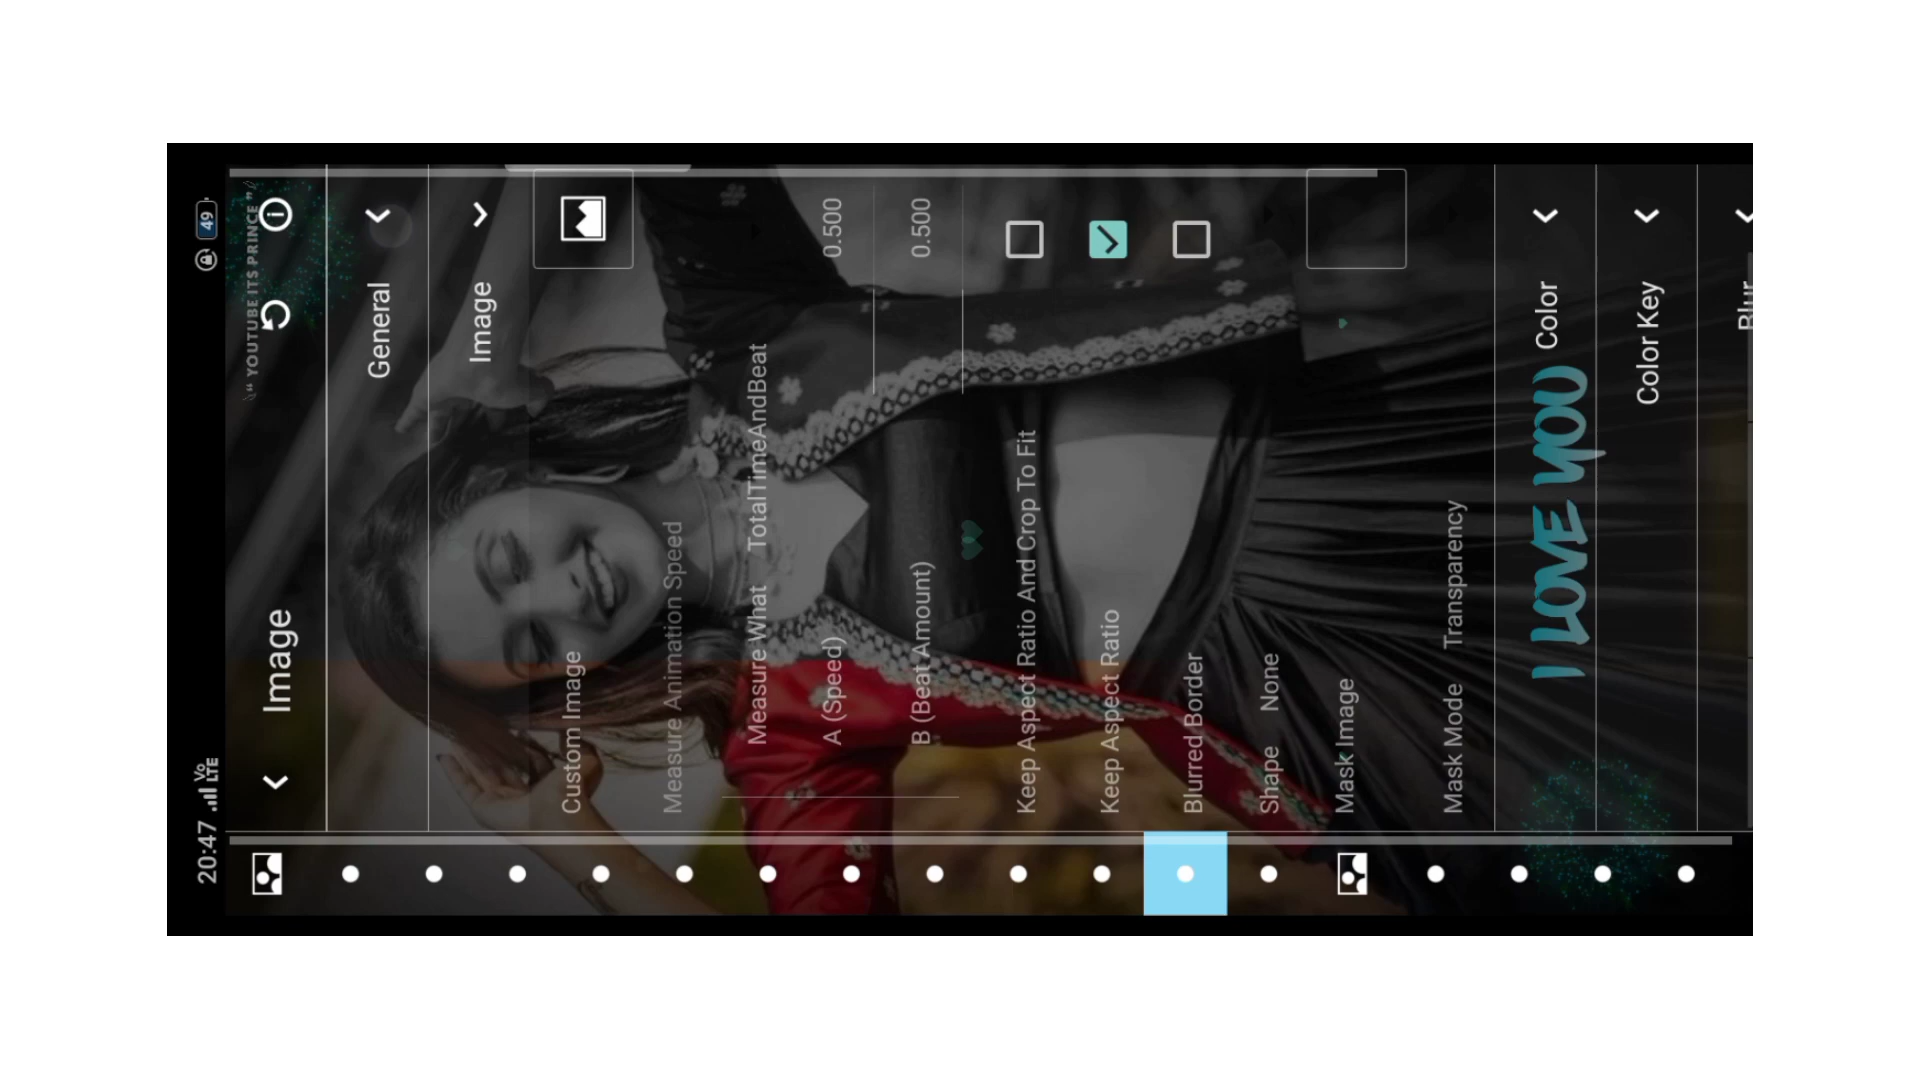 20:47 Vo LTE 49
"YOUTUBE ITS PRINCE"
Image
General
Image
Custom Image
Measure Animation Speed
Measure What TotalTimeAndBeat
A (Speed) 0.500
B (Beat Amount) 0.500
Keep Aspect Ratio And Crop To Fit
Keep Aspect Ratio
Blurred Border
Shape None
Mask Image
Mask Mode Transparency
Color
I LOVE YOU
Color Key
Blur